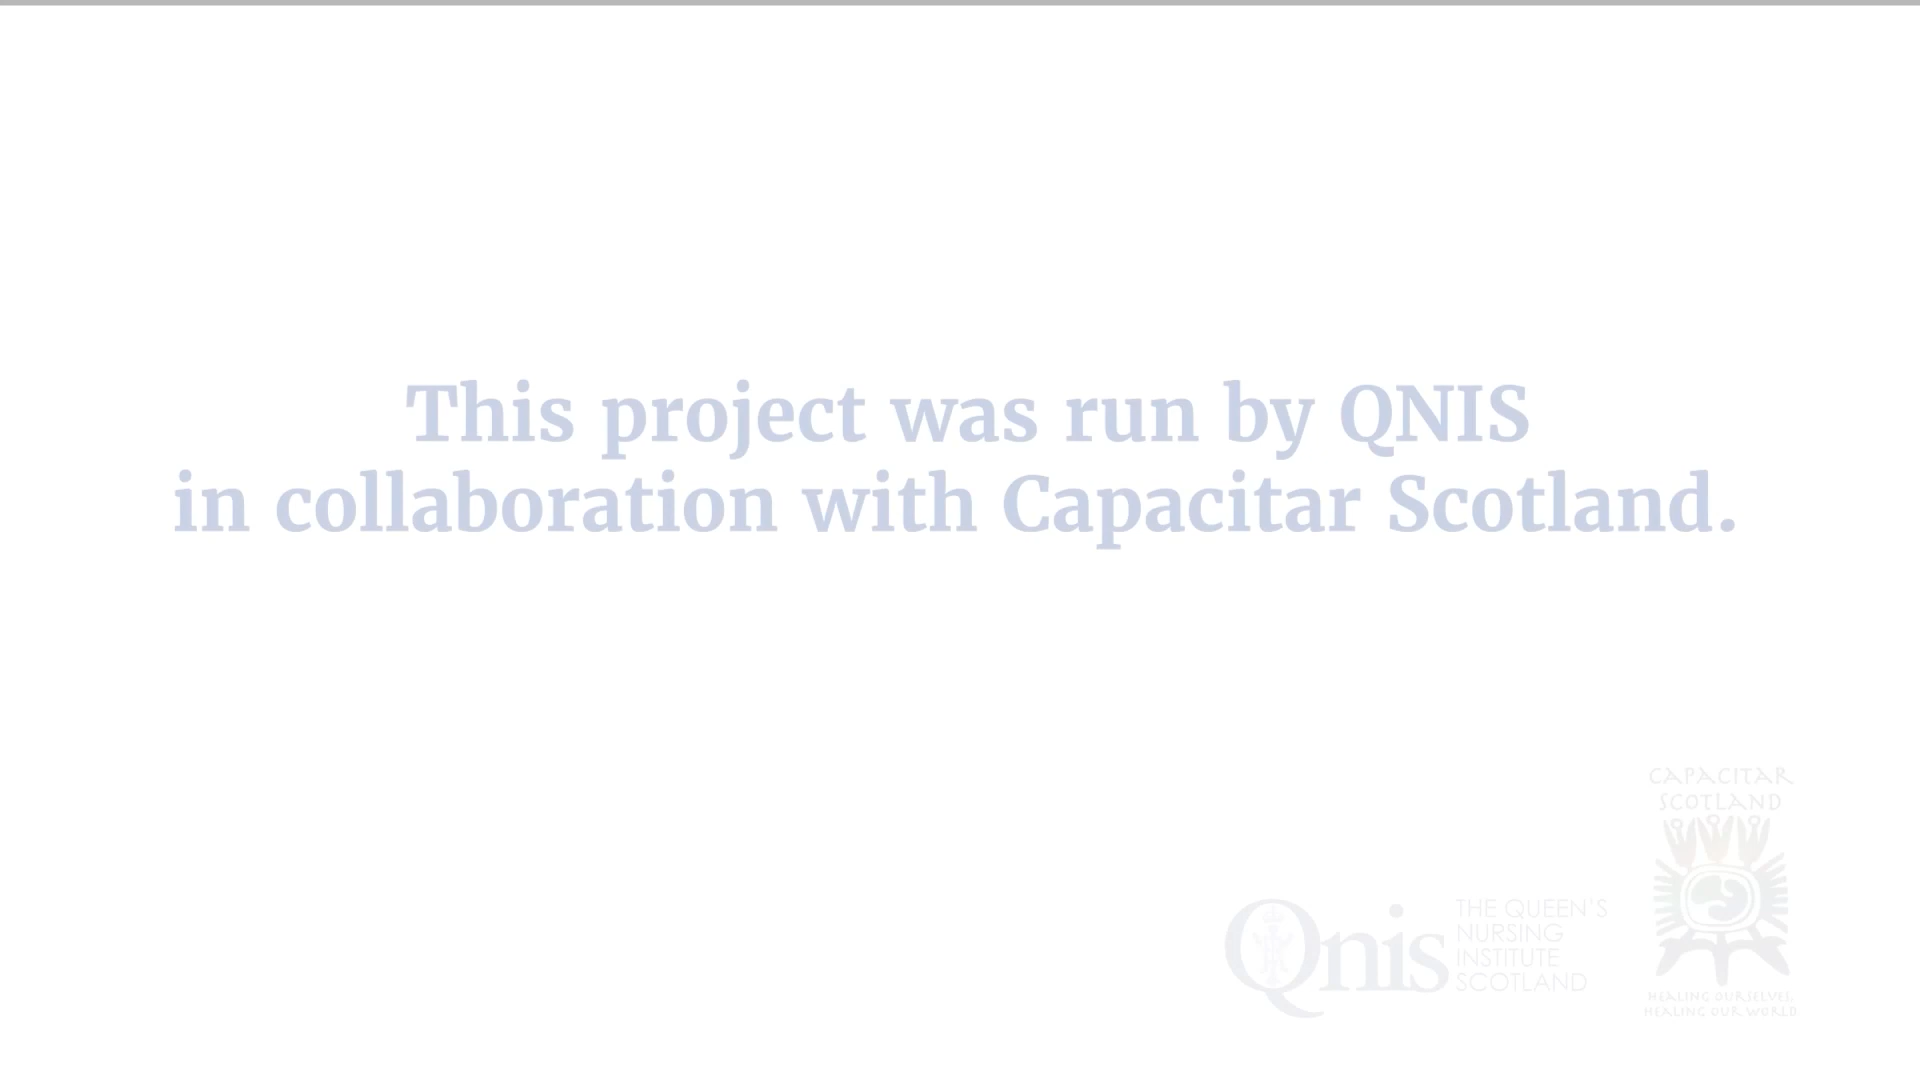 This project was run by QNIS
in collaboration with Capacitar Scotland.
CAPACITAR
SCOTLAND
Qnis
THE QUEEN'S
NURSING
INSTITUTE
SCOTLAND
HEALING OURSELVES,
HEALING OUR WORLD